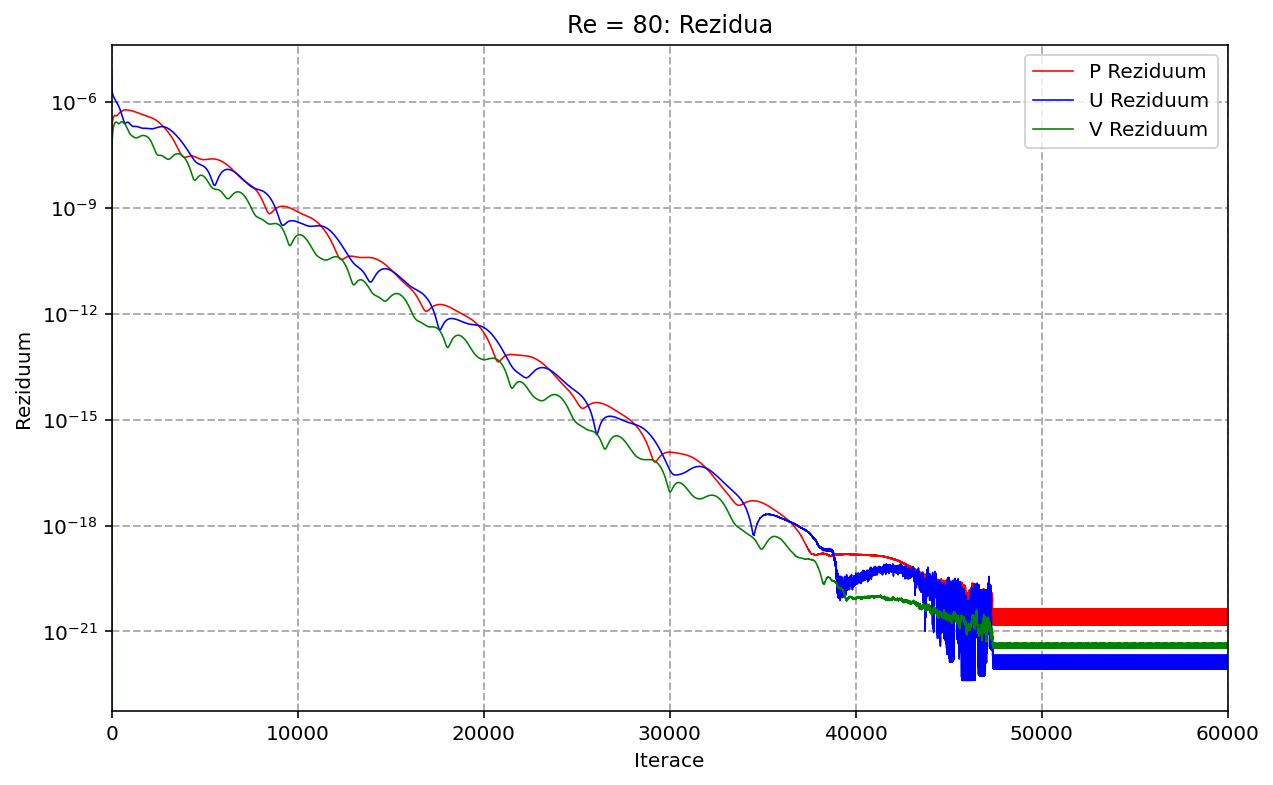 Re = 80: Rezidua
P Reziduum
U Reziduum
V Reziduum
Reziduum
10⁻⁶
10⁻⁹
10⁻¹²
10⁻¹⁵
10⁻¹⁸
10⁻²¹
0 10000 20000 30000 40000 50000 60000
Iterace